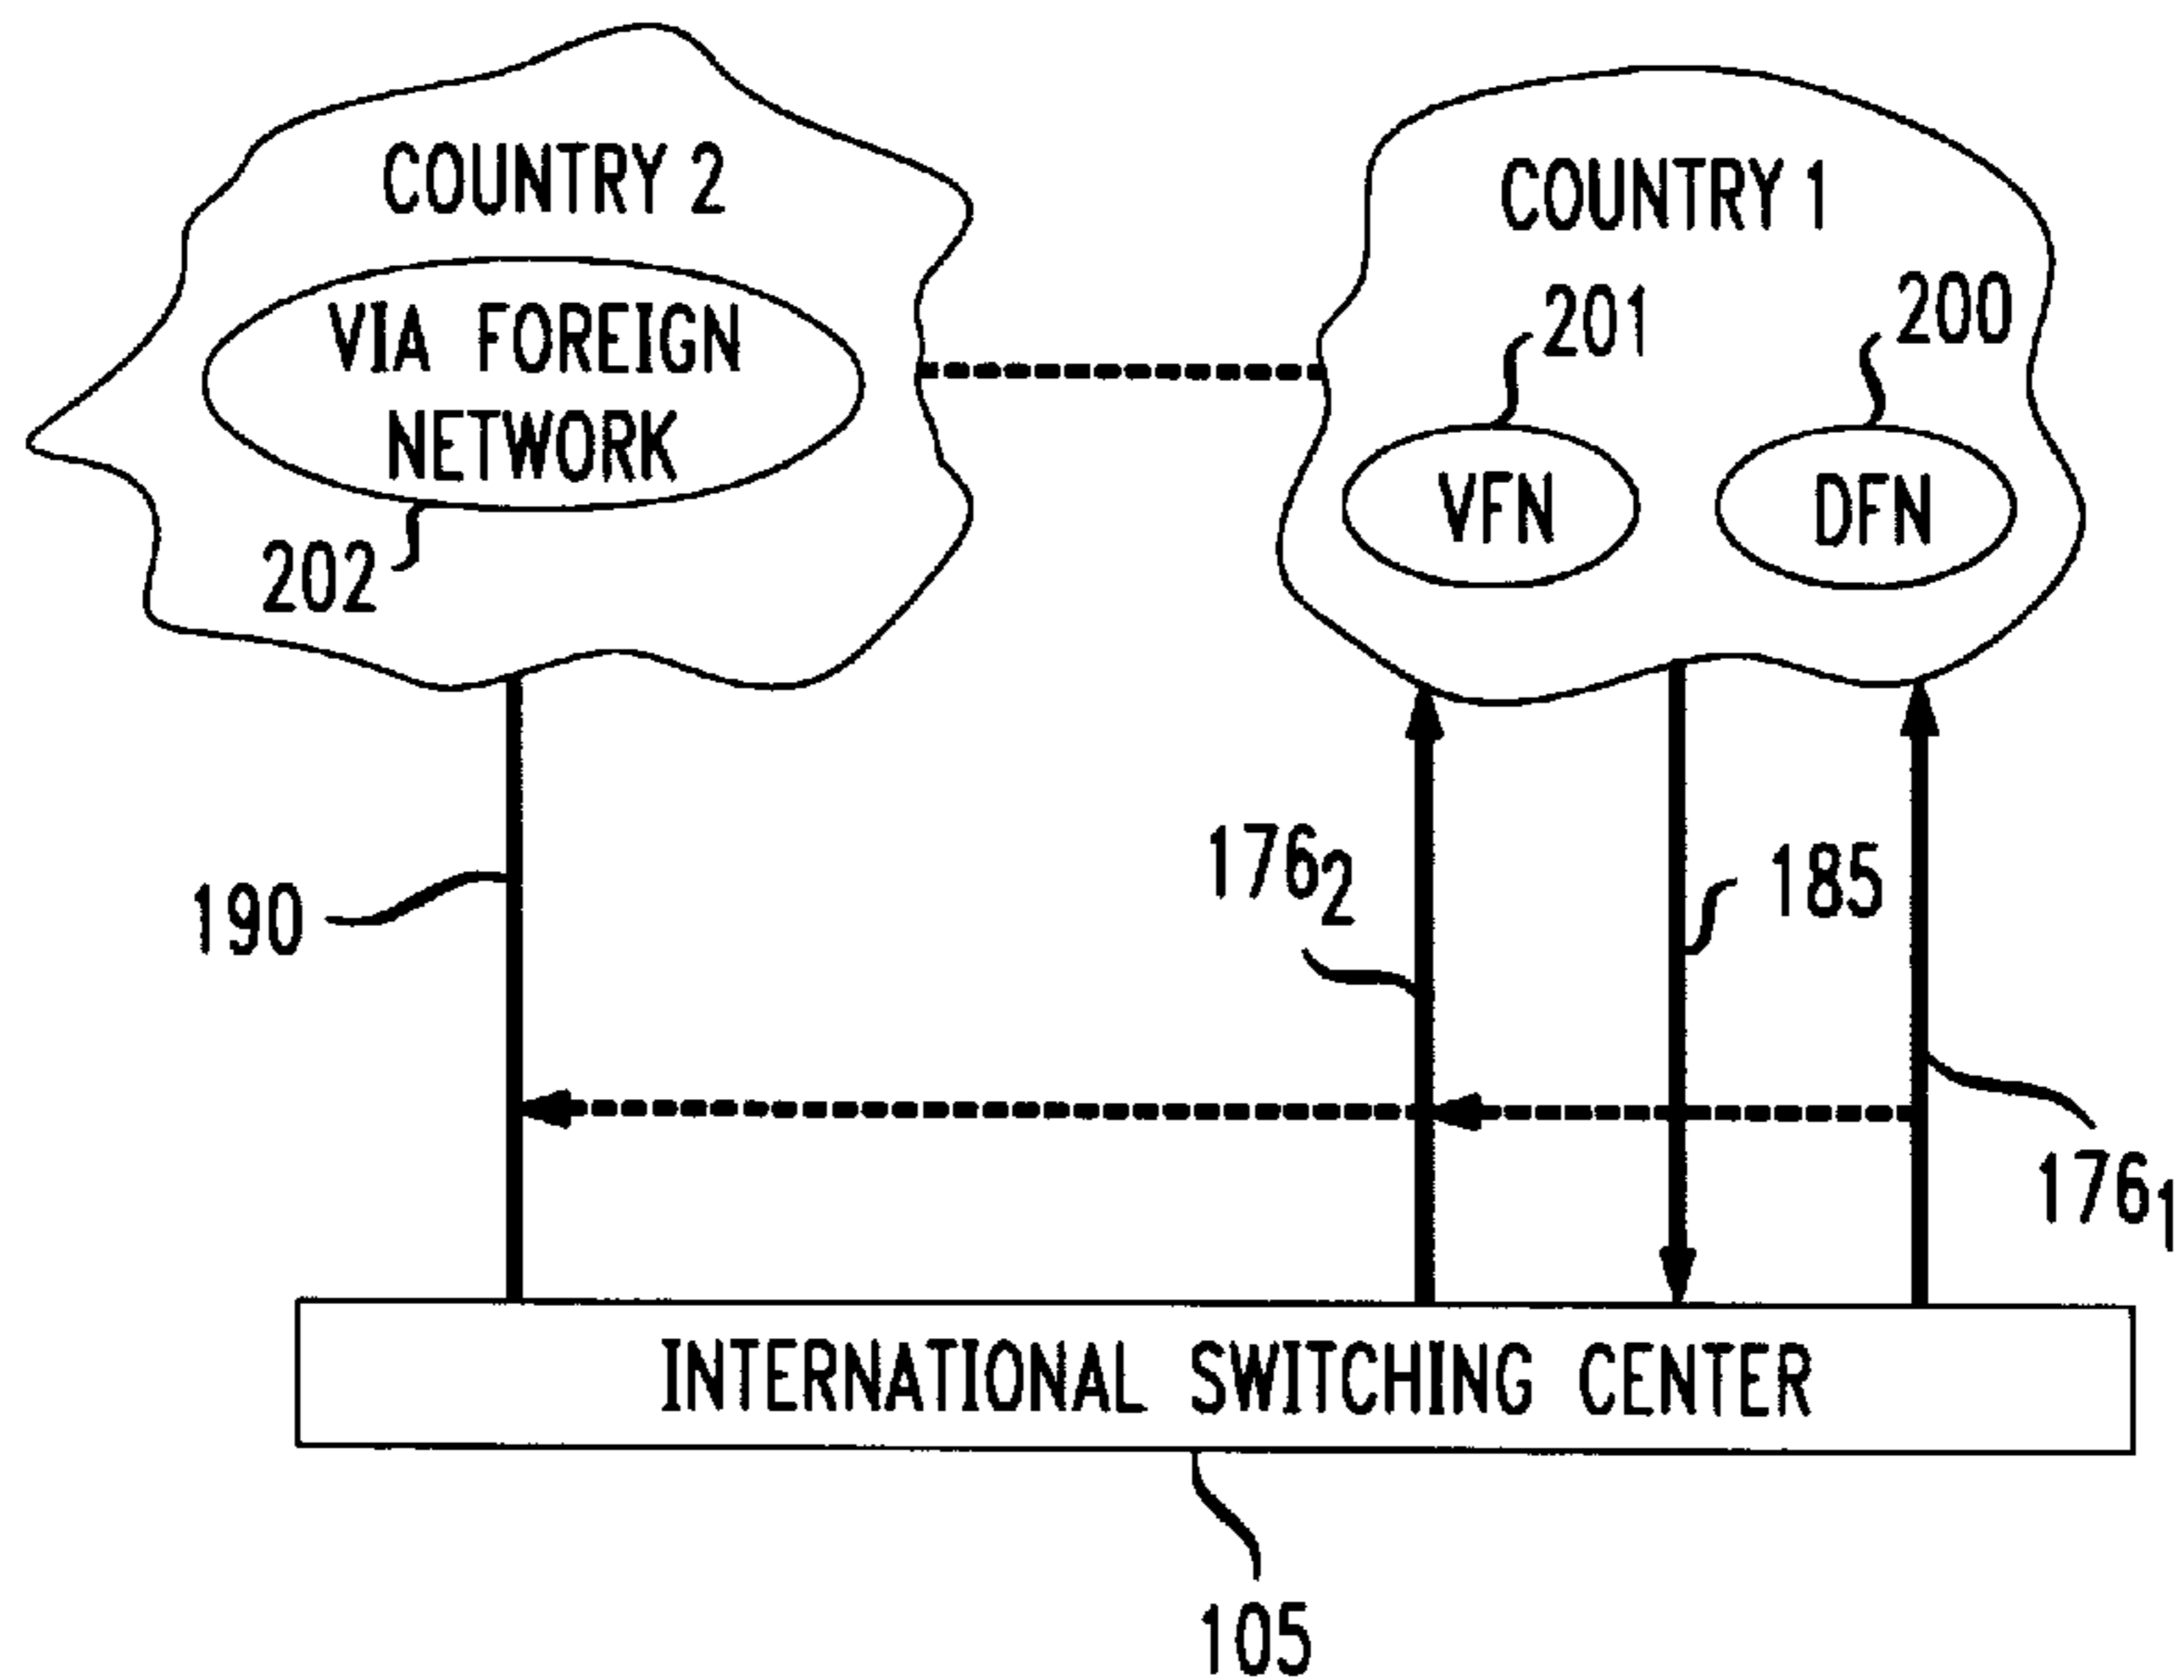 COUNTRY 2
VIA FOREIGN
NETWORK
202
COUNTRY 1
201
200
VFN
DFN
190
176₂
185
176₁
INTERNATIONAL SWITCHING CENTER
105